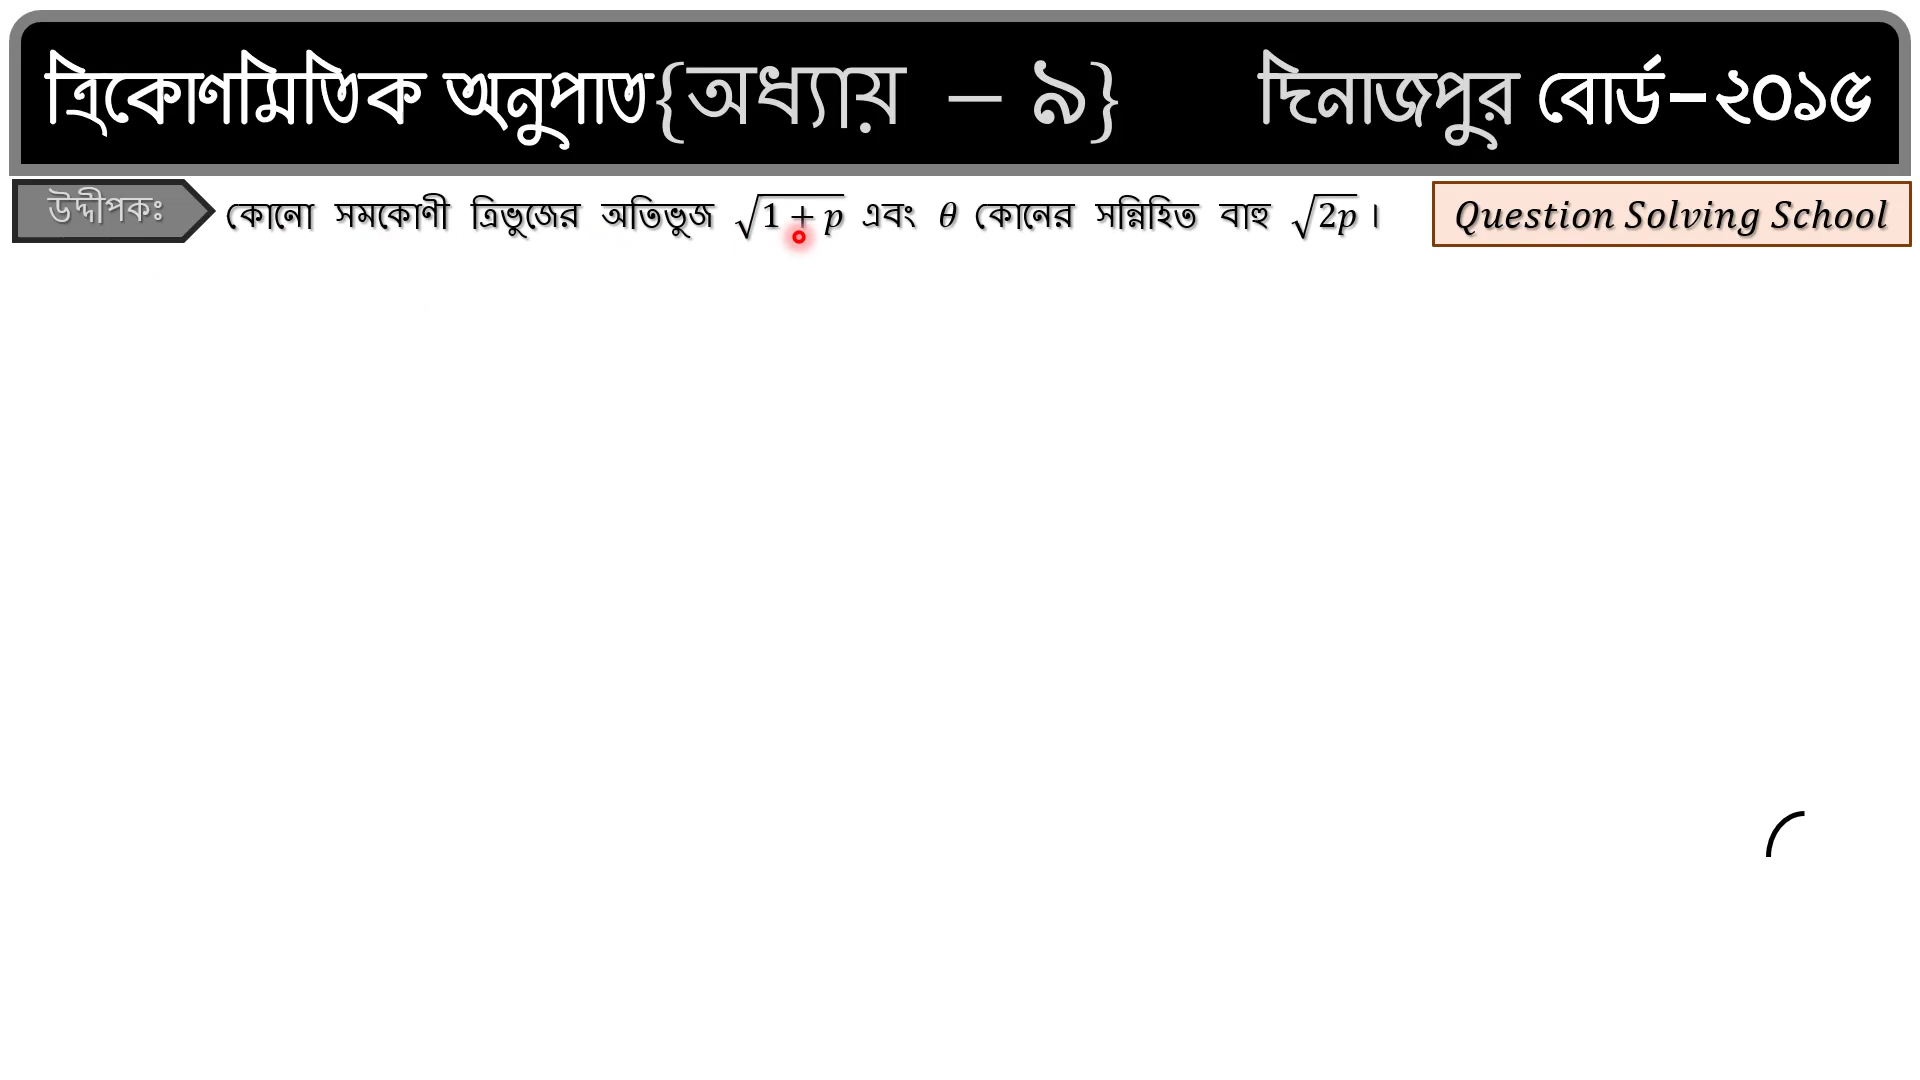 ত্রিকোণমিতিক অনুপাত{অধ্যায় – ৯} দিনাজপুর বোর্ড–২০১৫
উদ্দীপকঃ কোনো সমকোণী ত্রিভুজের অতিভুজ √(1 + p) এবং θ কোনের সন্নিহিত বাহু √(2p) ।
Question Solving School